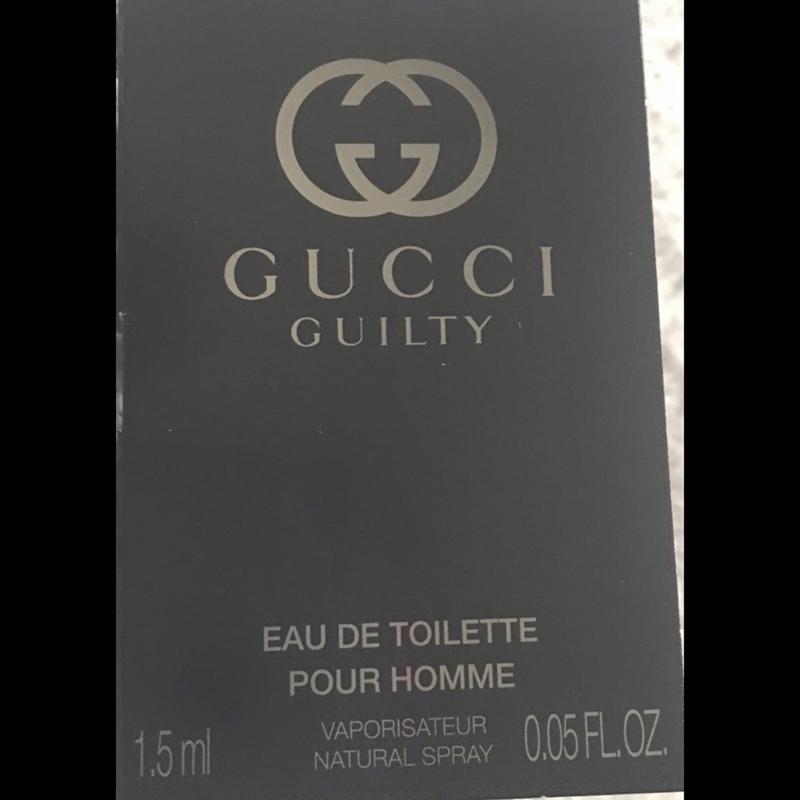 GUCCI
GUILTY
EAU DE TOILETTE
POUR HOMME
VAPORISATEUR
1.5 ml NATURAL SPRAY 0.05 FL. OZ.